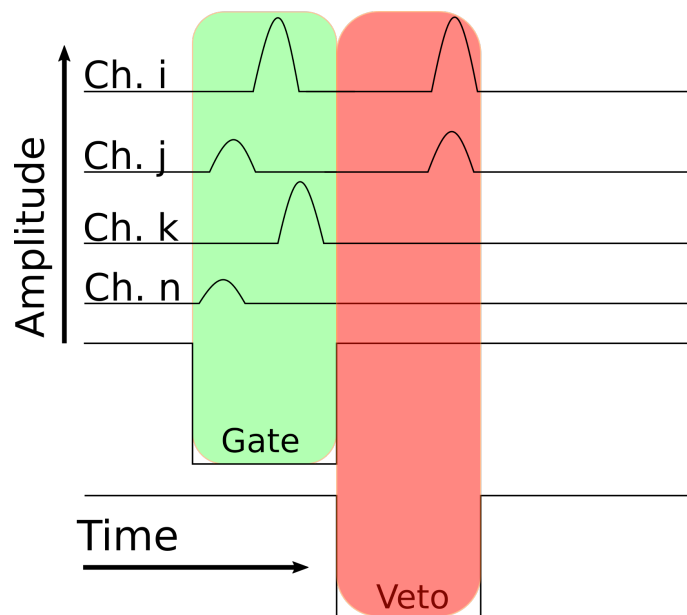 Ch. i
Ch. j
Ch. k
Ch. n
Amplitude
Gate
Time
Veto